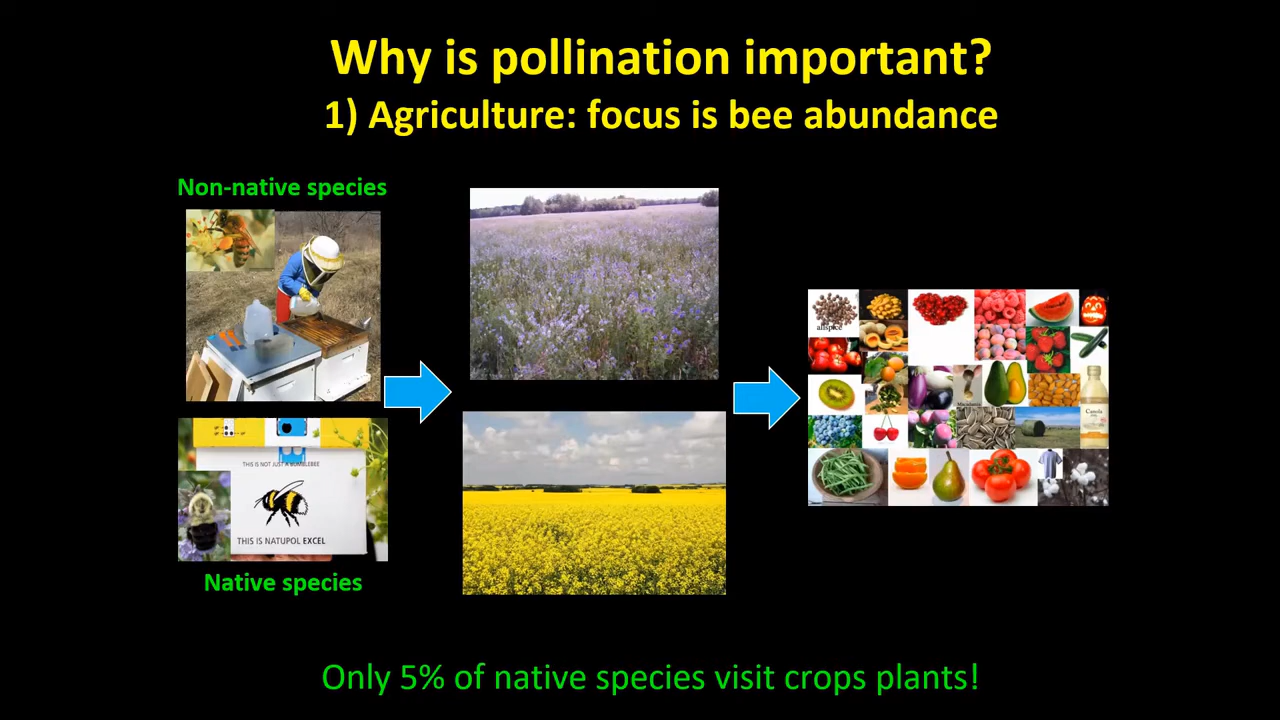 Why is pollination important?
1) Agriculture: focus is bee abundance
Non-native species
THIS IS NOT JUST A BUMBLEBEE
THIS IS NATUPOL EXCEL
Native species
allspice
Macadamia
Canola
Only 5% of native species visit crops plants!